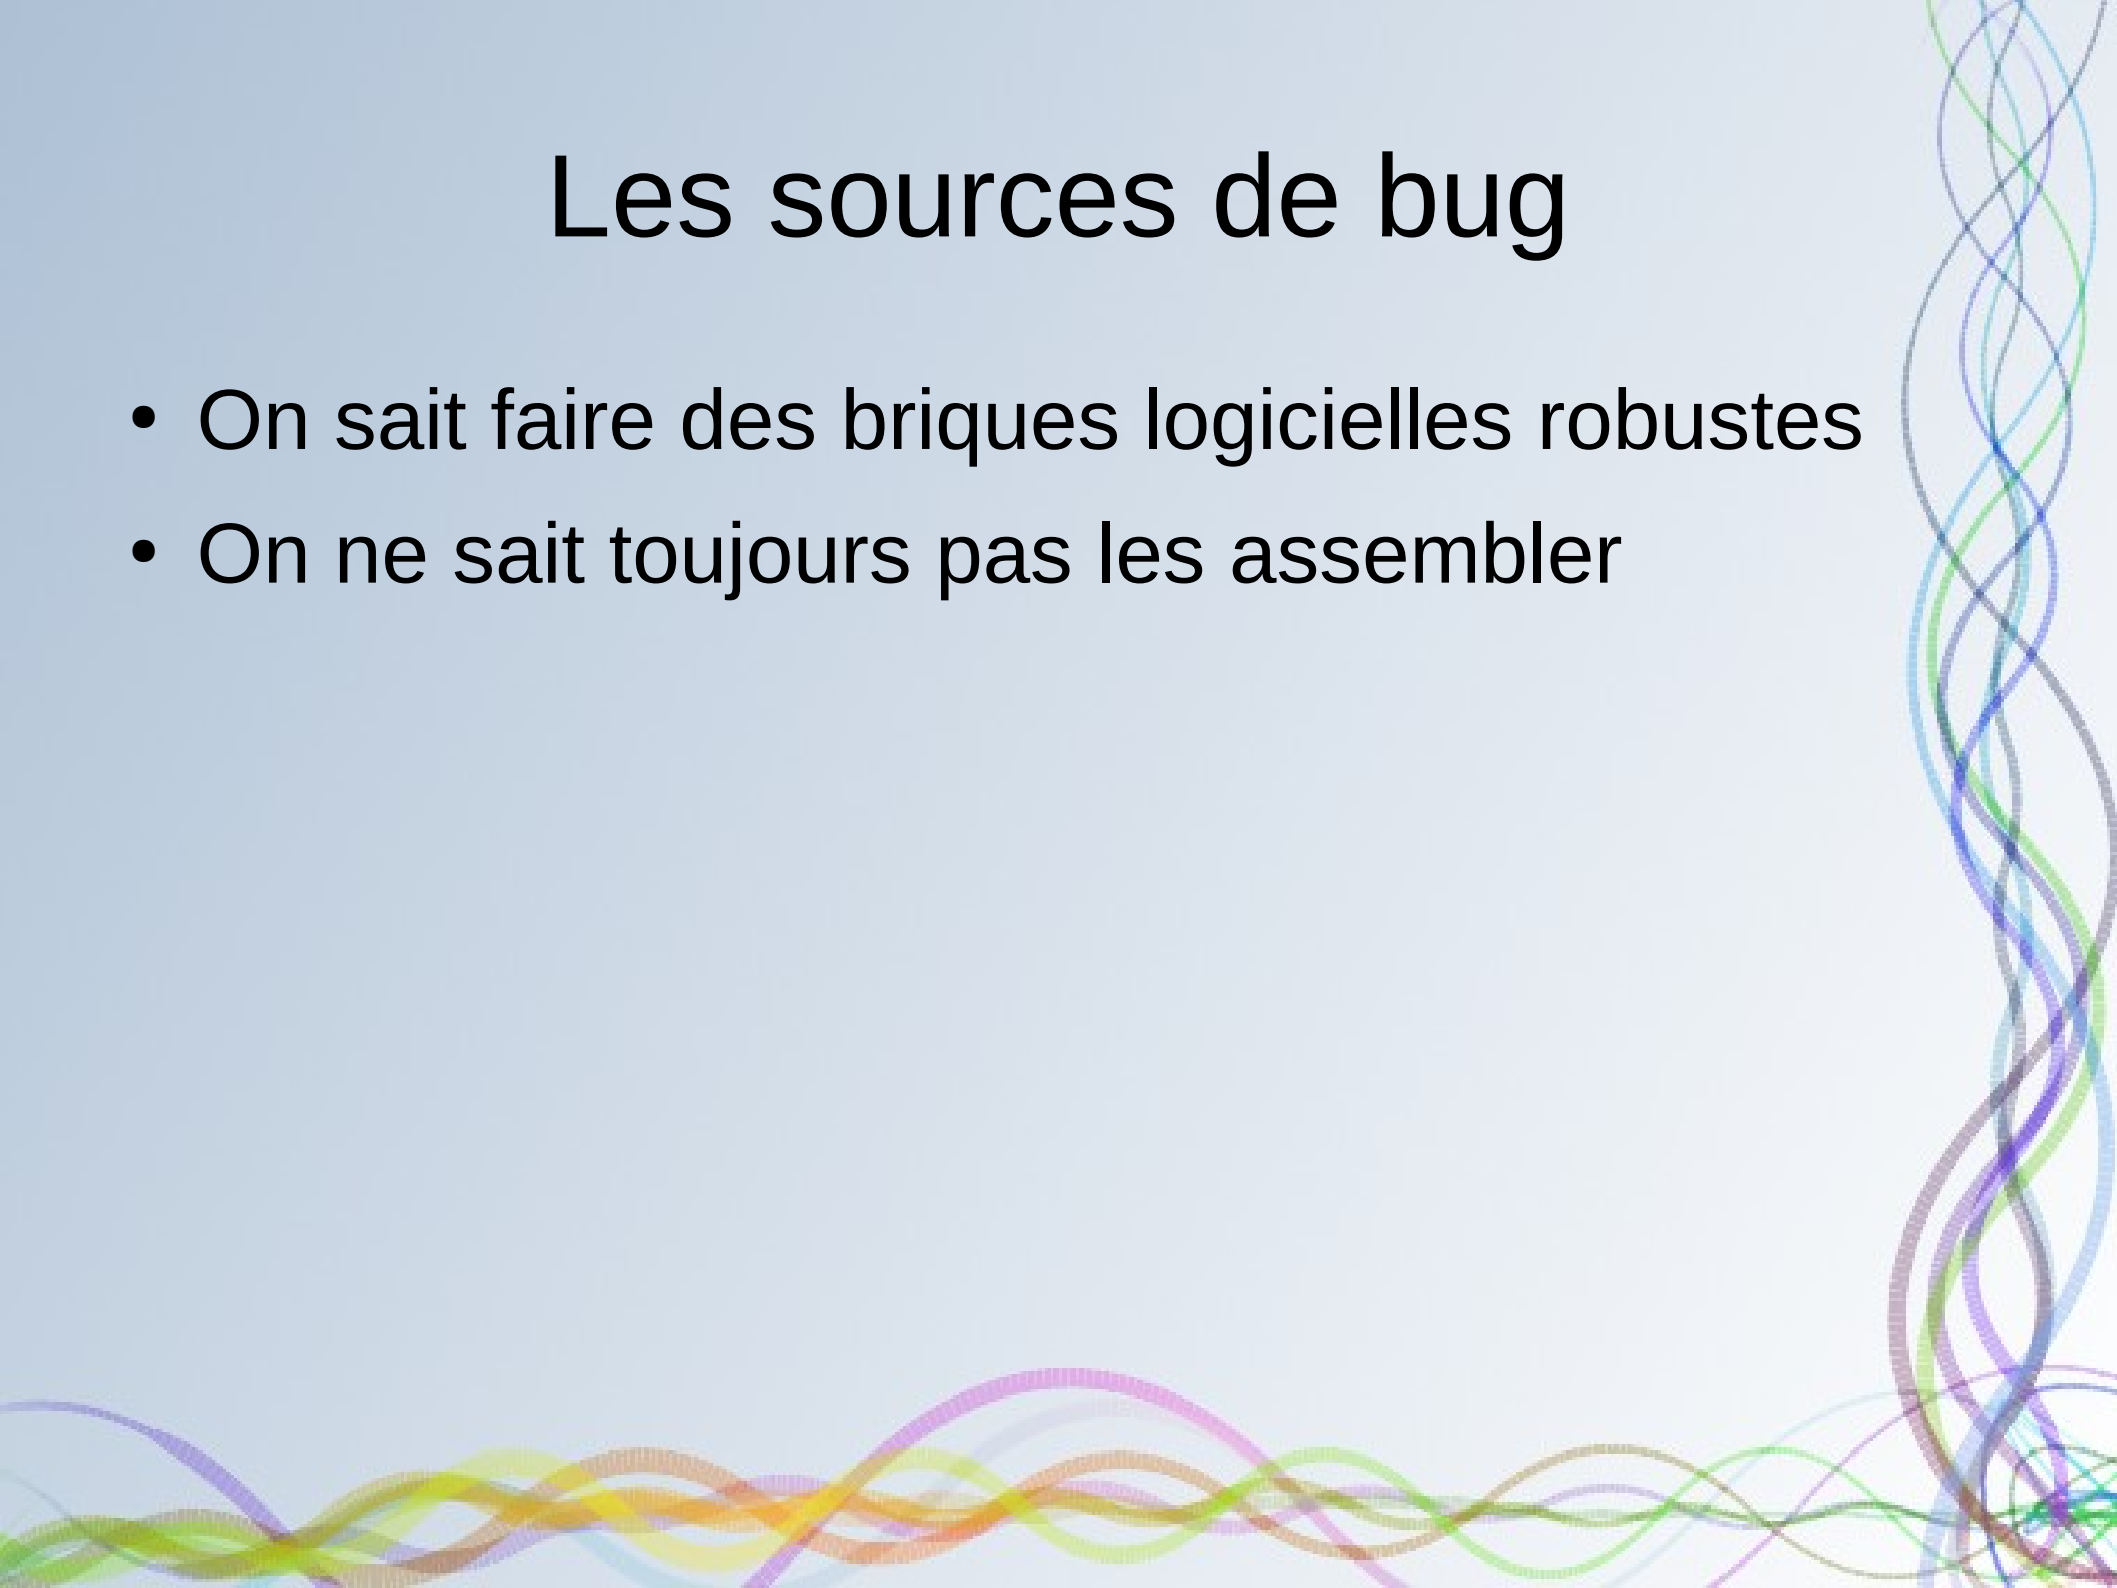 Les sources de bug
• On sait faire des briques logicielles robustes
• On ne sait toujours pas les assembler